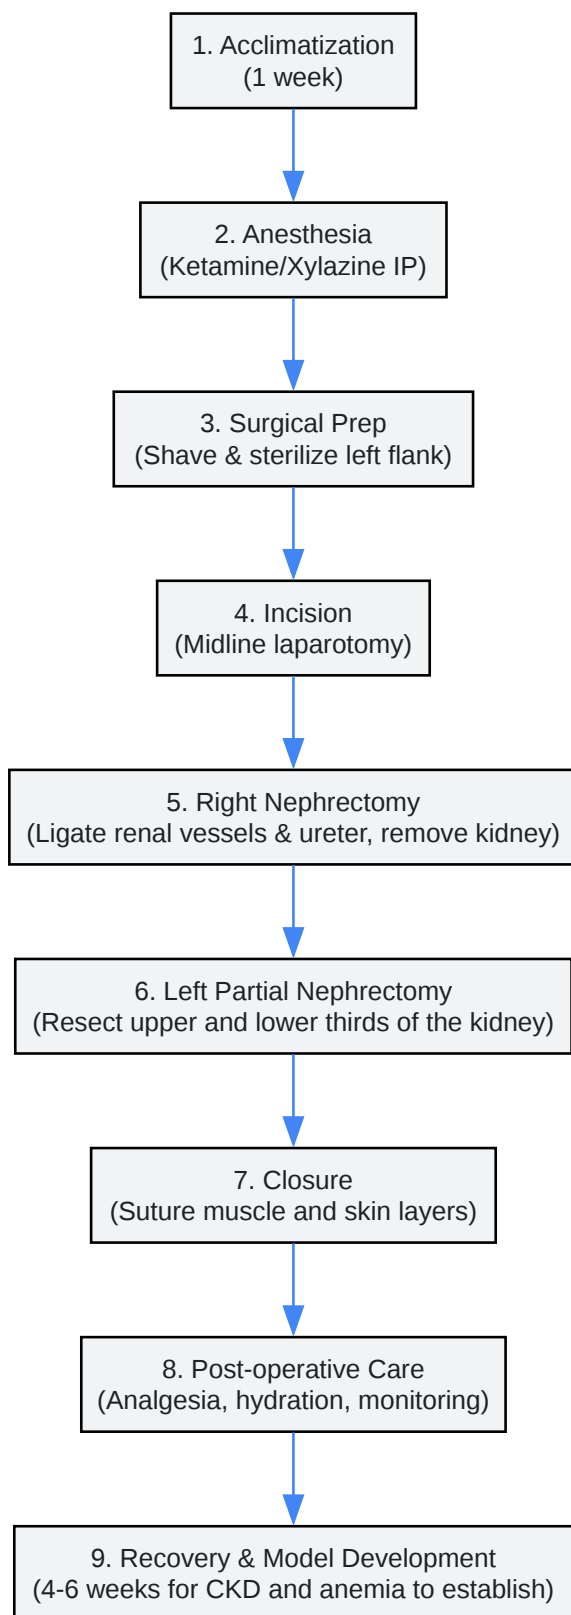 1. Acclimatization
(1 week)
2. Anesthesia
(Ketamine/Xylazine IP)
3. Surgical Prep
(Shave & sterilize left flank)
4. Incision
(Midline laparotomy)
5. Right Nephrectomy
(Ligate renal vessels & ureter, remove kidney)
6. Left Partial Nephrectomy
(Resect upper and lower thirds of the kidney)
7. Closure
(Suture muscle and skin layers)
8. Post-operative Care
(Analgesia, hydration, monitoring)
9. Recovery & Model Development
(4-6 weeks for CKD and anemia to establish)